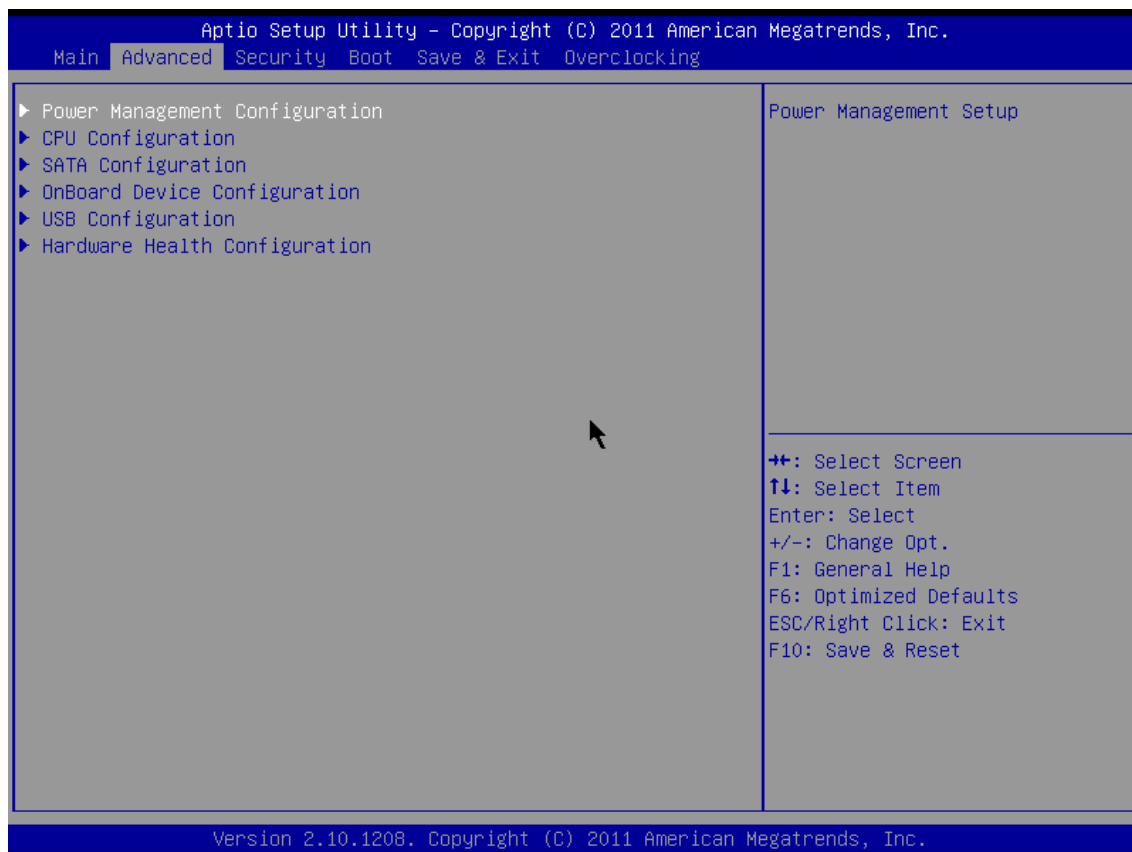 Aptio Setup Utility – Copyright (C) 2011 American Megatrends, Inc.
Main Advanced Security Boot Save & Exit Overclocking
Power Management Configuration
CPU Configuration
SATA Configuration
OnBoard Device Configuration
USB Configuration
Hardware Health Configuration
Power Management Setup
→←: Select Screen
↑↓: Select Item
Enter: Select
+/-: Change Opt.
F1: General Help
F6: Optimized Defaults
ESC/Right Click: Exit
F10: Save & Reset
Version 2.10.1208. Copyright (C) 2011 American Megatrends, Inc.